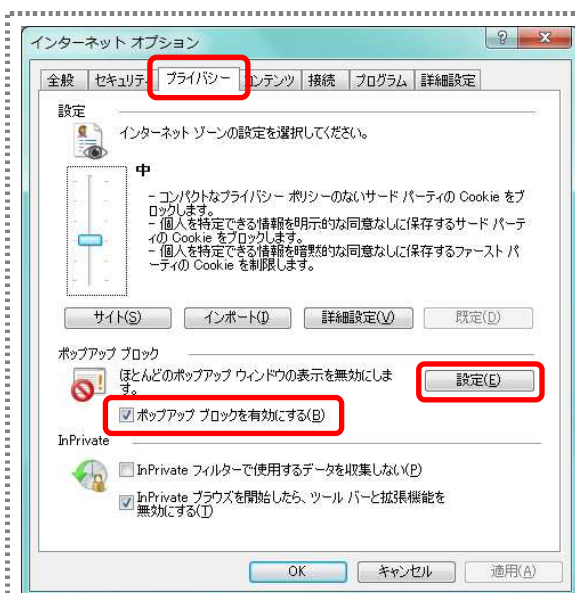 インターネット オプション
全般 セキュリティ プライバシー コンテンツ 接続 プログラム 詳細設定
設定
インターネット ゾーンの設定を選択してください。
中
- コンパクトなプライバシー ポリシーのないサード パーティの Cookie をブ
ロックします。
- 個人を特定できる情報を明示的な同意なしに保存するサード パーテ
ィの Cookie をブロックします。
- 個人を特定できる情報を暗黙的な同意なしに保存するファースト パ
ーティの Cookie を制限します。
サイト(S) インポート(I) 詳細設定(V) 既定(D)
ポップアップ ブロック
ほとんどのポップアップ ウィンドウの表示を無効にしま
す。
設定(E)
ポップアップ ブロックを有効にする(B)
InPrivate
InPrivate フィルターで使用するデータを収集しない(P)
InPrivate ブラウズを開始したら、ツール バーと拡張機能を
無効にする(T)
OK キャンセル 適用(A)